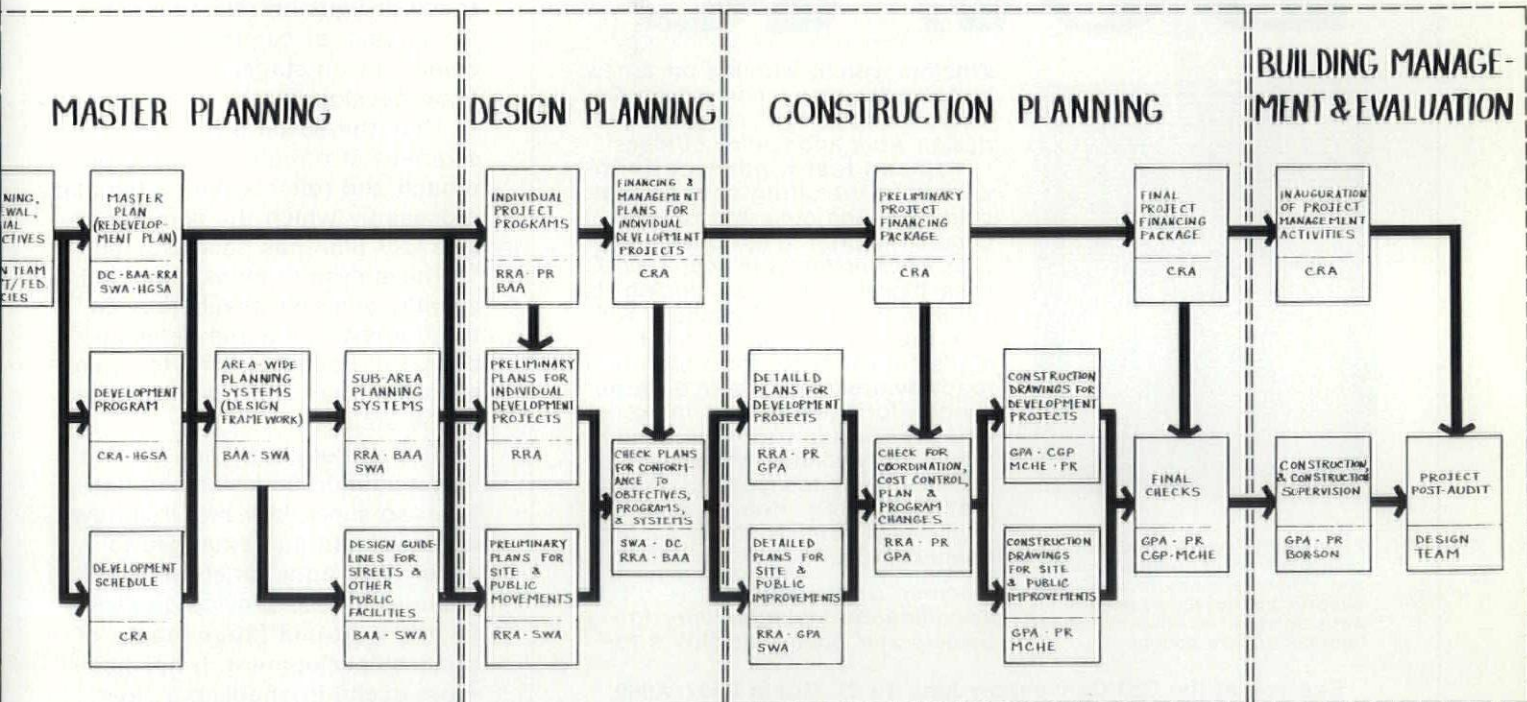 MASTER PLANNING
DESIGN PLANNING
CONSTRUCTION PLANNING
BUILDING MANAGE-
MENT & EVALUATION
NING,
EWAL,
IAL
CTIVES
N TEAM
T/FED.
CIES
MASTER
PLAN
(REDEVELOP-
MENT PLAN)
DC · BAA · RRA
SWA · HGSA
DEVELOPMENT
PROGRAM
CRA · HGSA
DEVELOPMENT
SCHEDULE
CRA
AREA-WIDE
PLANNING
SYSTEMS
(DESIGN
FRAMEWORK)
BAA · SWA
SUB-AREA
PLANNING
SYSTEMS
RRA · BAA
SWA
DESIGN GUIDE-
LINES FOR
STREETS &
OTHER
PUBLIC
FACILITIES
BAA · SWA
INDIVIDUAL
PROJECT
PROGRAMS
RRA · PR
BAA
PRELIMINARY
PLANS FOR
INDIVIDUAL
DEVELOPMENT
PROJECTS
RRA
PRELIMINARY
PLANS FOR
SITE &
PUBLIC
MOVEMENTS
RRA · SWA
FINANCING &
MANAGEMENT
PLANS FOR
INDIVIDUAL
DEVELOPMENT
PROJECTS
CRA
CHECK PLANS
FOR CONFORM-
ANCE TO
OBJECTIVES,
PROGRAMS,
& SYSTEMS
SWA · DC
RRA · BAA
DETAILED
PLANS FOR
DEVELOPMENT
PROJECTS
RRA · PR
GPA
DETAILED
PLANS FOR
SITE &
PUBLIC
IMPROVEMENTS
RRA · GPA
SWA
PRELIMINARY
PROJECT
FINANCING
PACKAGE
CRA
CHECK FOR
COORDINATION,
COST CONTROL,
PLAN &
PROGRAM
CHANGES
RRA · PR
GPA
CONSTRUCTION
DRAWINGS FOR
DEVELOPMENT
PROJECTS
GPA · CGP
MCHE · PR
CONSTRUCTION
DRAWINGS
FOR SITE
& PUBLIC
IMPROVEMENTS
GPA · PR
MCHE
FINAL
PROJECT
FINANCING
PACKAGE
CRA
FINAL
CHECKS
GPA · PR
CGP · MCHE
INAUGURATION
OF PROJECT
MANAGEMENT
ACTIVITIES
CRA
CONSTRUCTION,
& CONSTRUCTION
SUPERVISION
GPA · PR
BORSON
PROJECT
POST-AUDIT
DESIGN
TEAM